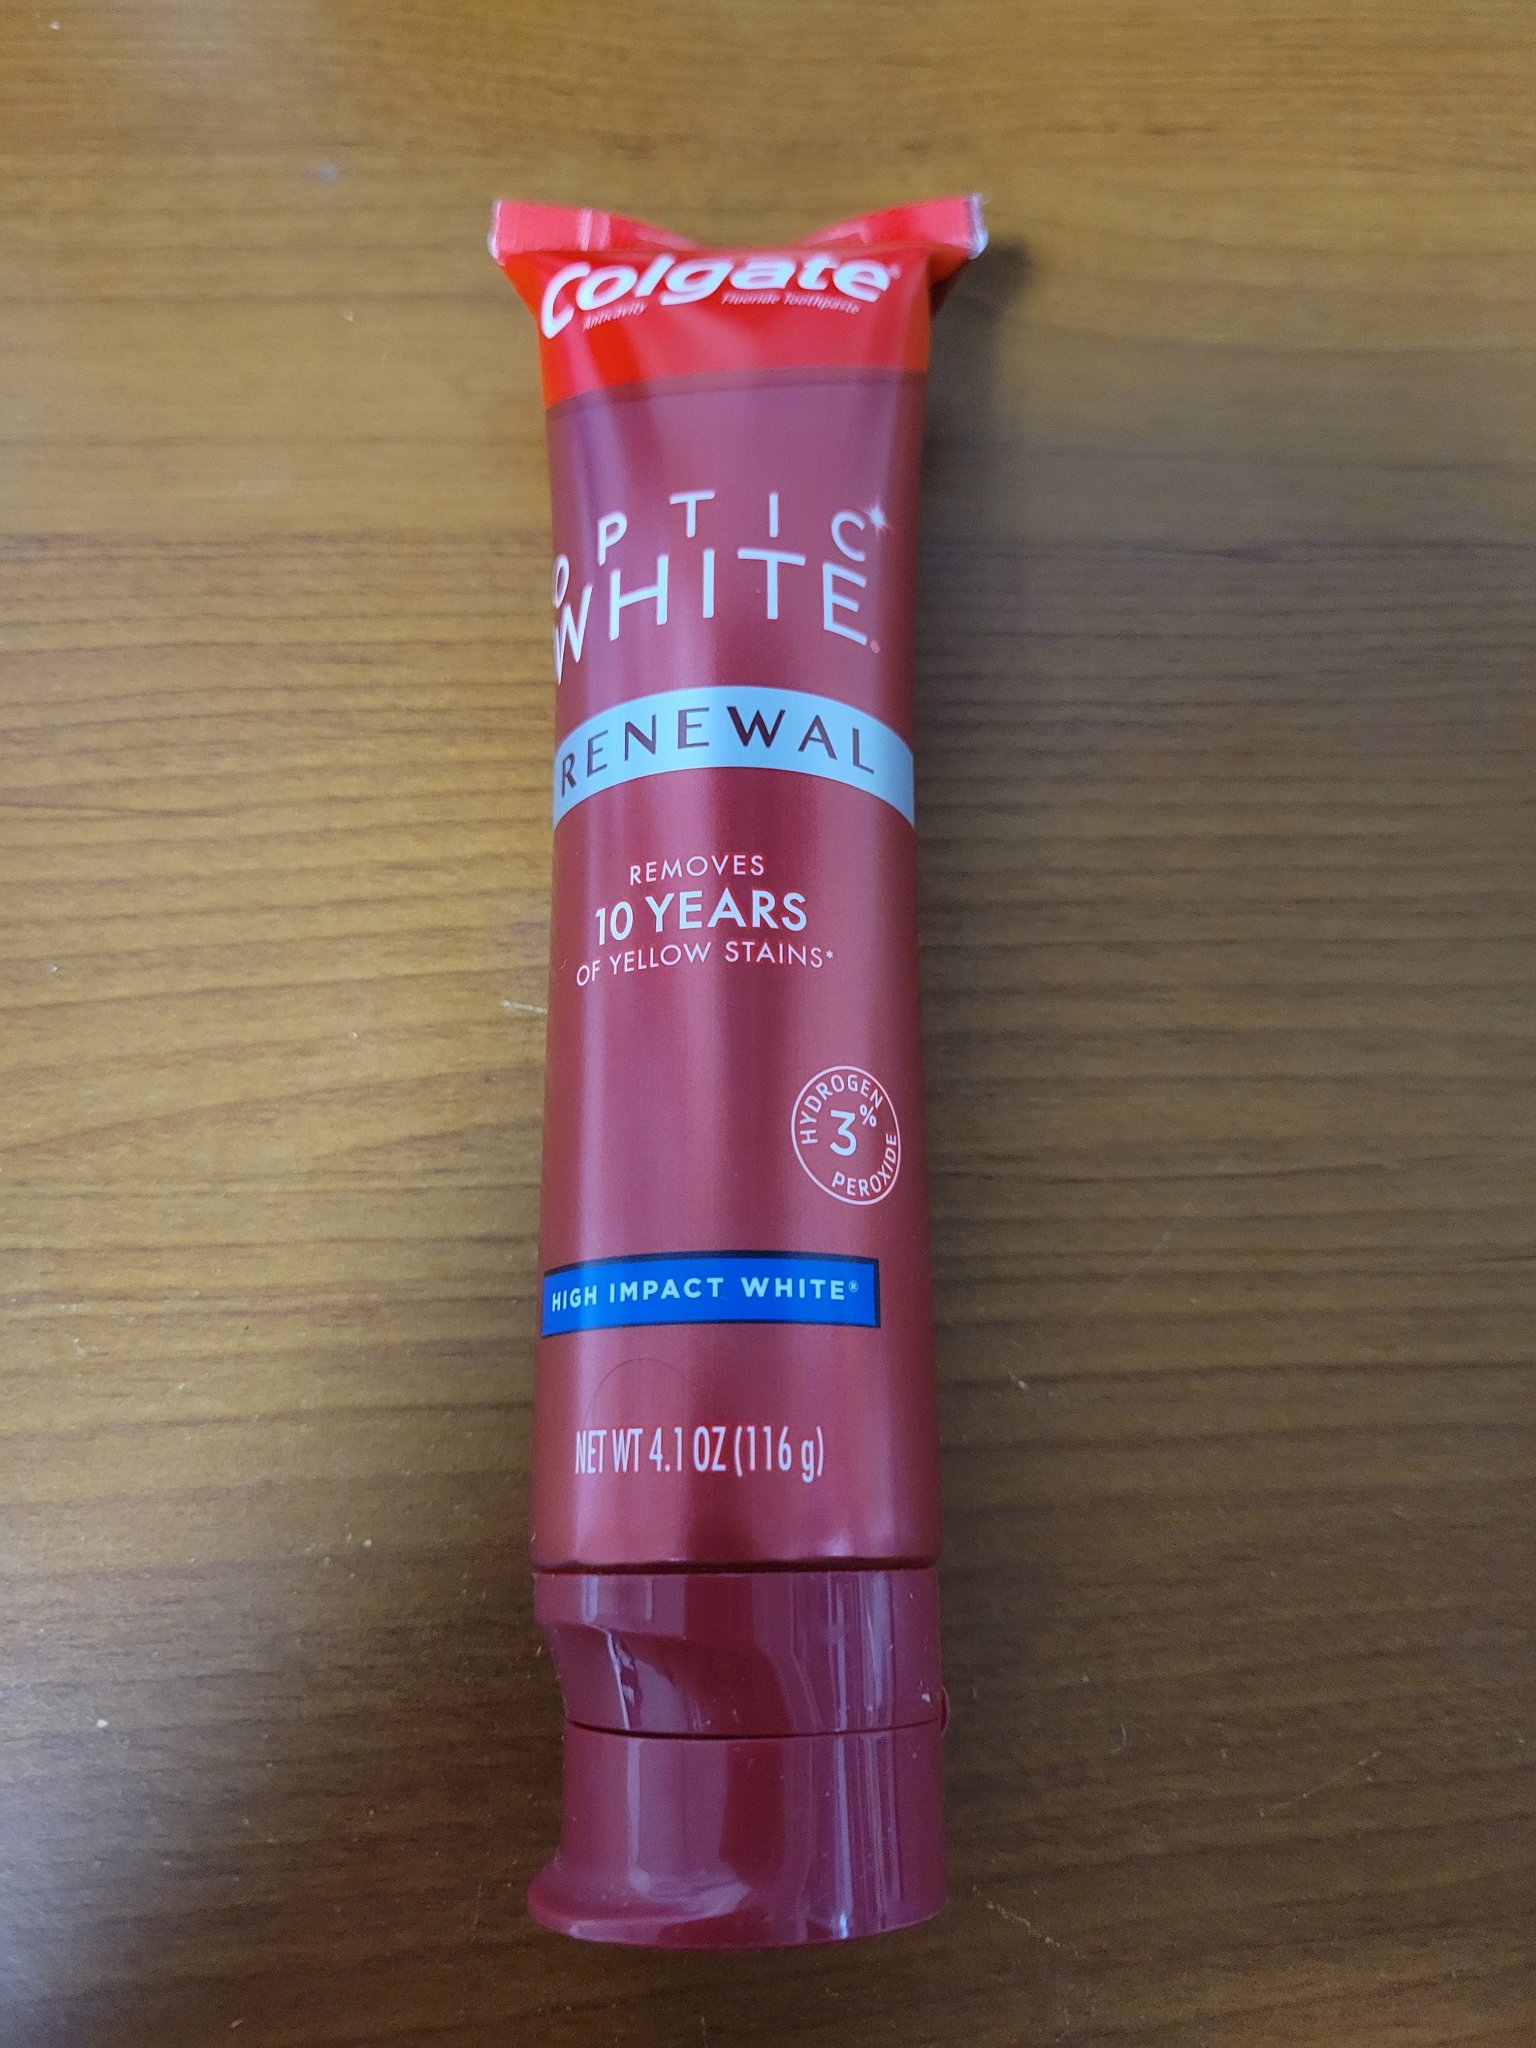 Colgate®
Anticavity Fluoride Toothpaste
OPTIC
WHITE®
RENEWAL
REMOVES
10 YEARS
OF YELLOW STAINS*
HYDROGEN
3%
PEROXIDE
HIGH IMPACT WHITE®
NET WT 4.1 OZ (116 g)